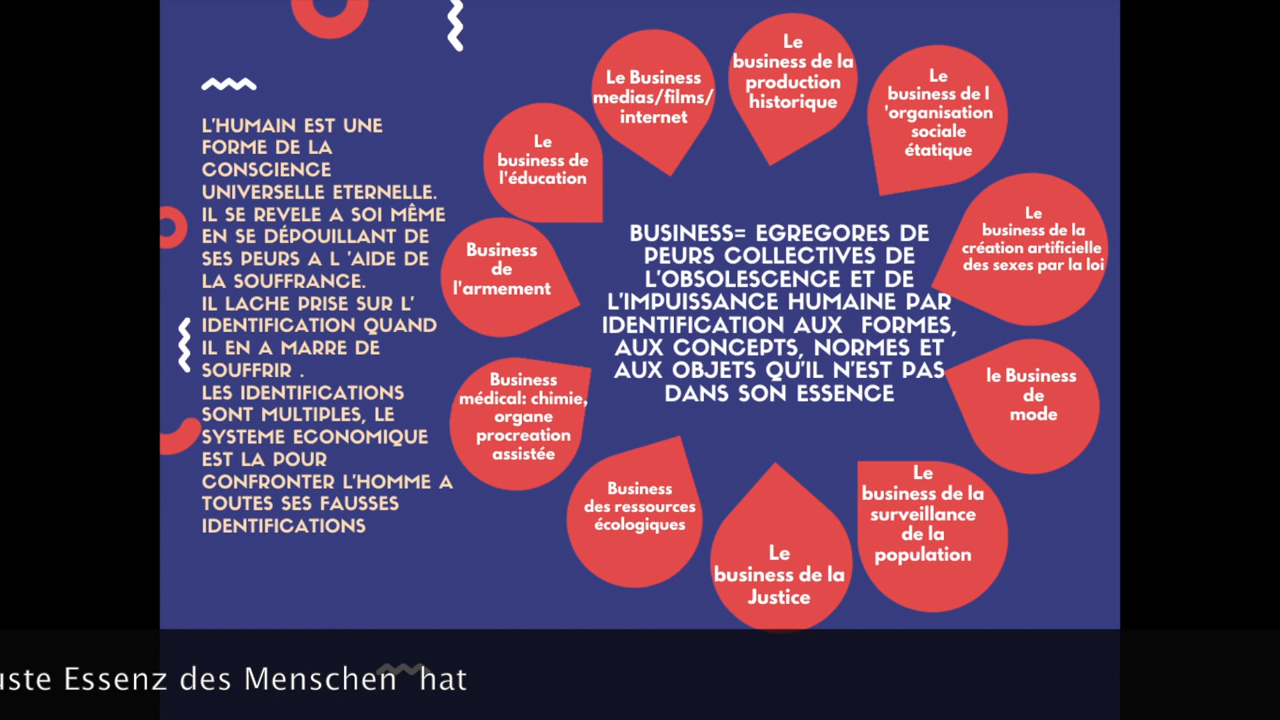 L'HUMAIN EST UNE
FORME DE LA
CONSCIENCE
UNIVERSELLE ETERNELLE.
IL SE REVELE A SOI MÊME
EN SE DÉPOUILLANT DE
SES PEURS A L 'AIDE DE
LA SOUFFRANCE.
IL LACHE PRISE SUR L'
IDENTIFICATION QUAND
IL EN A MARRE DE
SOUFFRIR .
LES IDENTIFICATIONS
SONT MULTIPLES, LE
SYSTEME ECONOMIQUE
EST LA POUR
CONFRONTER L'HOMME A
TOUTES SES FAUSSES
IDENTIFICATIONS
Le Business
medias/films/
internet
Le
business de la
production
historique
Le
business de l
'organisation
sociale
étatique
Le
business de
l'éducation
Le
business de la
création artificielle
des sexes par la loi
Business
de
l'armement
BUSINESS= EGREGORES DE
PEURS COLLECTIVES DE
L'OBSOLESCENCE ET DE
L'IMPUISSANCE HUMAINE PAR
IDENTIFICATION AUX FORMES,
AUX CONCEPTS, NORMES ET
AUX OBJETS QU'IL N'EST PAS
DANS SON ESSENCE
le Business
de
mode
Business
médical: chimie,
organe
procreation
assistée
Business
des ressources
écologiques
Le
business de la
Justice
Le
business de la
surveillance
de la
population
Essenz des Menschen hat